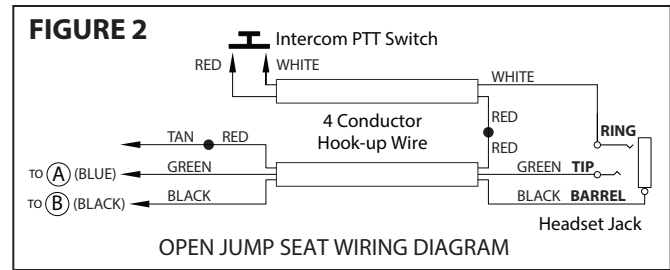 FIGURE 2
Intercom PTT Switch
RED
WHITE
WHITE
4 Conductor
Hook-up Wire
RED
RED
RING
TAN
RED
TO A (BLUE)
GREEN
GREEN
TIP
TO B (BLACK)
BLACK
BLACK
BARREL
Headset Jack
OPEN JUMP SEAT WIRING DIAGRAM